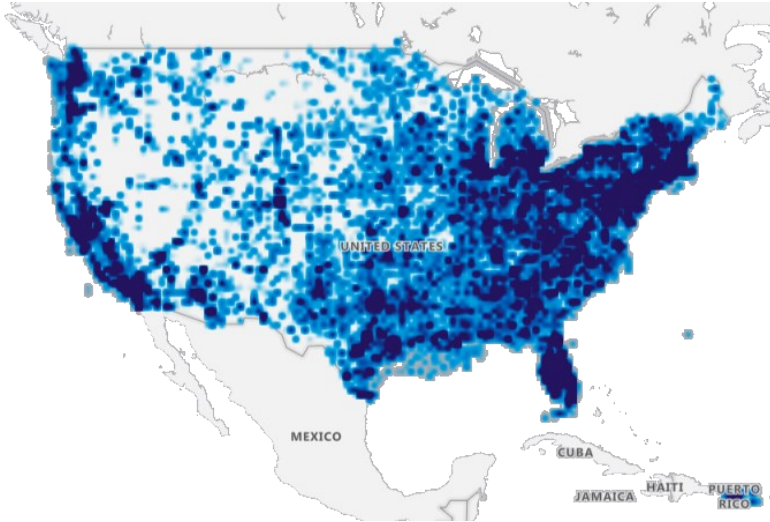 UNITED STATES
MEXICO
CUBA
HAITI
JAMAICA
PUERTO
RICO